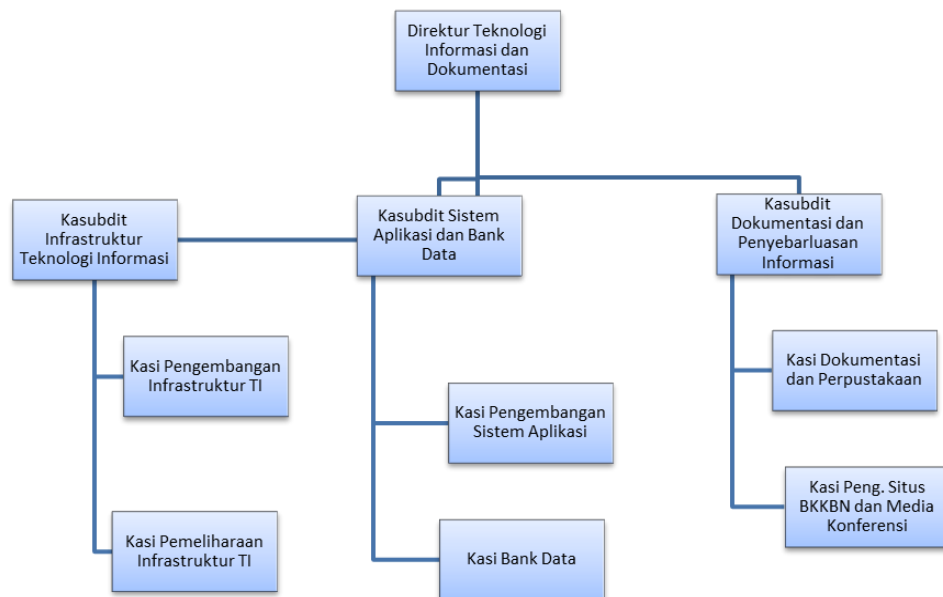 Direktur Teknologi
Informasi dan
Dokumentasi
Kasubdit
Infrastruktur
Teknologi Informasi
Kasubdit Sistem
Aplikasi dan Bank
Data
Kasubdit
Dokumentasi dan
Penyebarluasan
Informasi
Kasi Pengembangan
Infrastruktur TI
Kasi Dokumentasi
dan Perpustakaan
Kasi Pengembangan
Sistem Aplikasi
Kasi Peng. Situs
BKKBN dan Media
Konferensi
Kasi Pemeliharaan
Infrastruktur TI
Kasi Bank Data